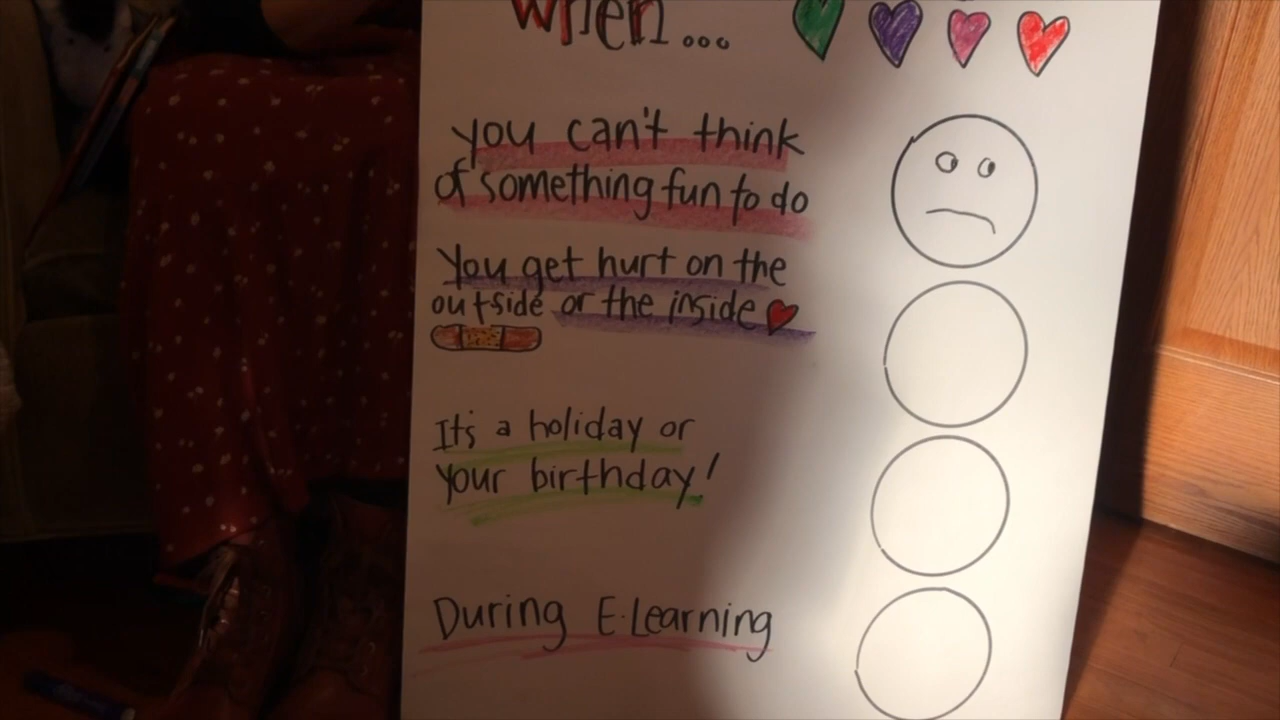 when...
you can't think
of something fun to do
You get hurt on the
outside or the inside
It's a holiday or
your birthday!
During E-Learning